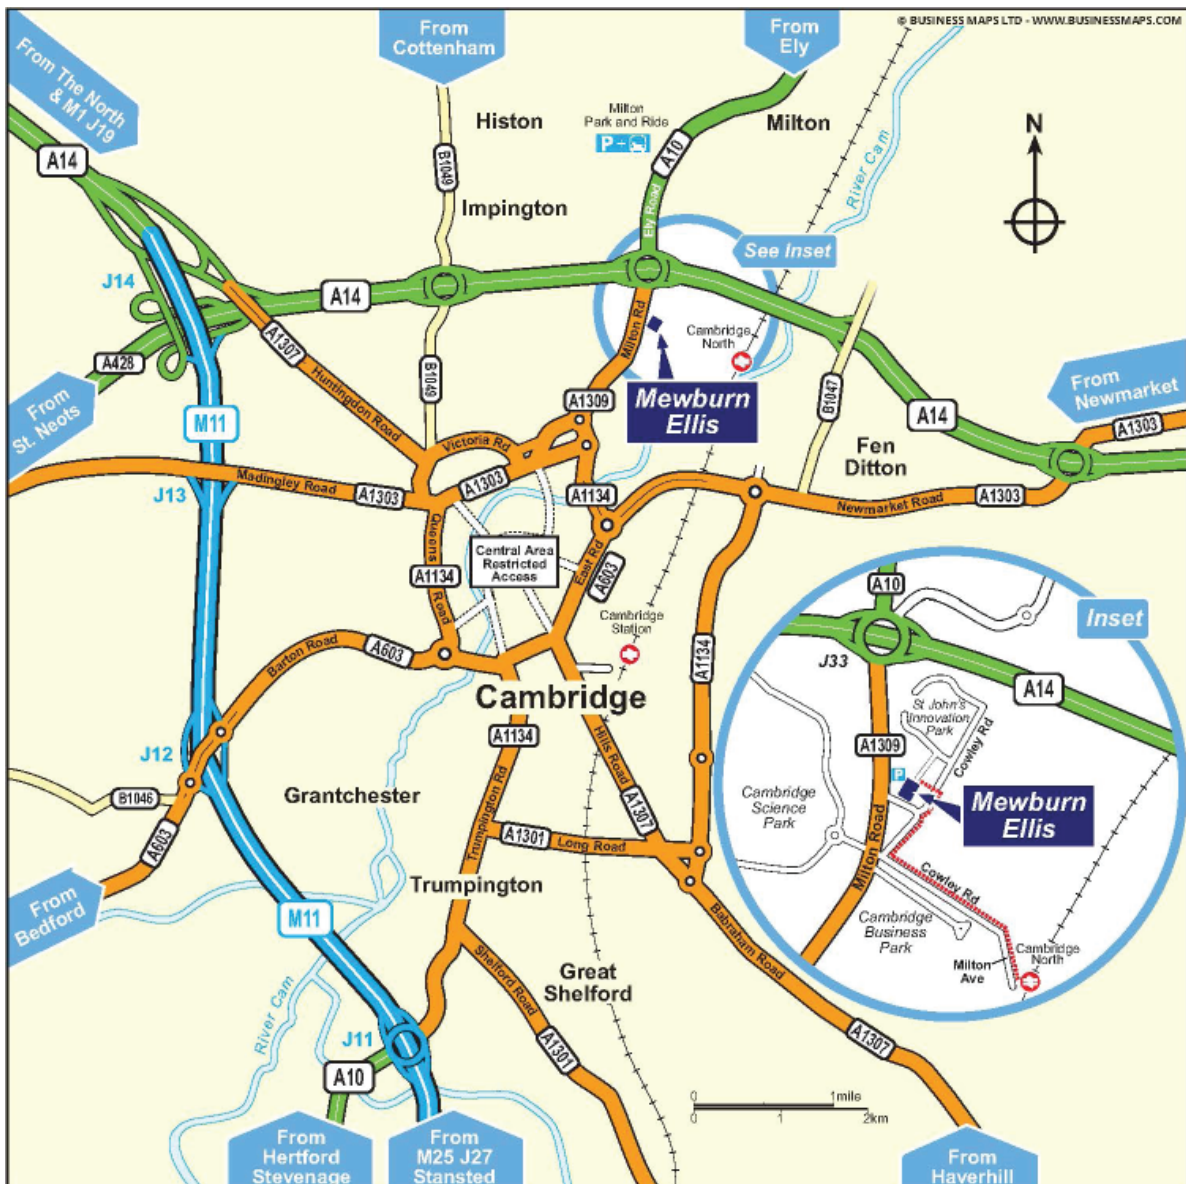 © BUSINESS MAPS LTD - WWW.BUSINESSMAPS.COM
From The North
& M1 J19
From
Cottenham
From
Ely
Milton
Park and Ride
P +
Histon
Milton
A10
River Cam
N
A14
B1049
Impington
Ely Road
See Inset
J14
A14
A1307
Milton Rd
Cambridge
North
A428
Huntingdon Road
B1049
A1309
Mewburn
Ellis
B1047
From
Newmarket
From
St. Neots
M11
A14
A1303
Victoria Rd
Fen
Ditton
Madingley Road
J13
A1303
A1303
A1134
Newmarket Road
A1303
Queens
Road
Central Area
Restricted
Access
East Rd
A603
A1134
A10
Inset
Cambridge
Station
A1134
Barton Road
A603
J33
A14
Cambridge
St John's
Innovation
Park
Cowley Rd
A1134
Hills Road
A1309
J12
P
B1046
Grantchester
Trumpington Rd
A1307
Cambridge
Science
Park
Mewburn
Ellis
A603
A1301
Long Road
Milton Road
Trumpington
Cowley Rd
From
Bedford
M11
Babraham Road
Cambridge
Business
Park
Milton
Ave
Cambridge
North
Shelford Road
Great
Shelford
River Cam
J11
A1301
A1307
A10
0
1mile
0
2km
From
Hertford
Stevenage
From
M25 J27
Stansted
From
Haverhill